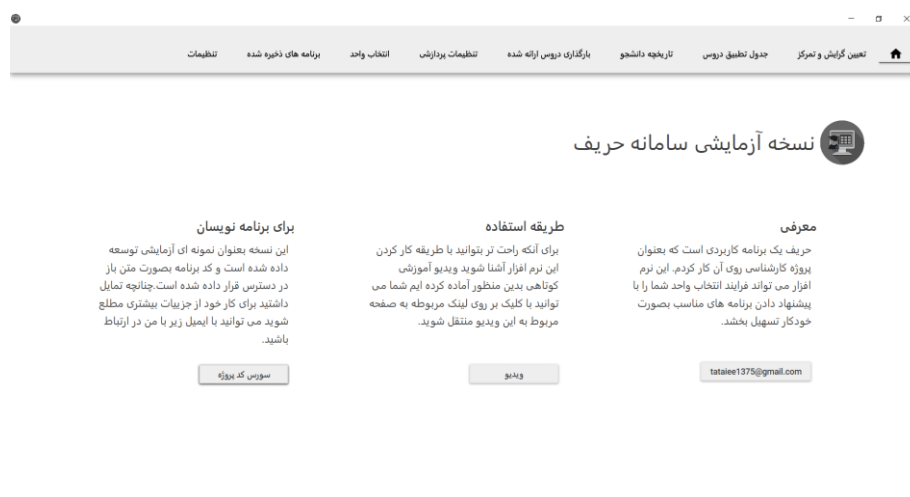 تعیین گرایش و تمرکز
جدول تطبیق دروس
تاریخچه دانشجو
بارگذاری دروس ارائه شده
تنظیمات پردازشی
انتخاب واحد
برنامه های ذخیره شده
تنظیمات
نسخه آزمایشی سامانه حریف
معرفی
حریف یک برنامه کاربردی است که بعنوان
پروژه کارشناسی روی آن کار کردم. این نرم
افزار می تواند فرایند انتخاب واحد شما را با
پیشنهاد دادن برنامه های مناسب بصورت
خودکار تسهیل بخشد.
tataiee1375@gmail.com
طریقه استفاده
برای آنکه راحت تر بتوانید با طریقه کار کردن
این نرم افزار آشنا شوید ویدیو آموزشی
کوتاهی بدین منظور آماده کرده ایم شما می
توانید با کلیک بر روی لینک مربوطه به صفحه
مربوط به این ویدیو منتقل شوید.
ویدیو
برای برنامه نویسان
این نسخه بعنوان نمونه ای آزمایشی توسعه
داده شده است و کد برنامه بصورت متن باز
در دسترس قرار داده شده است.چنانچه تمایل
داشتید برای کار خود از جزییات بیشتری مطلع
شوید می توانید با ایمیل زیر با من در ارتباط
باشید.
سورس کد پروژه